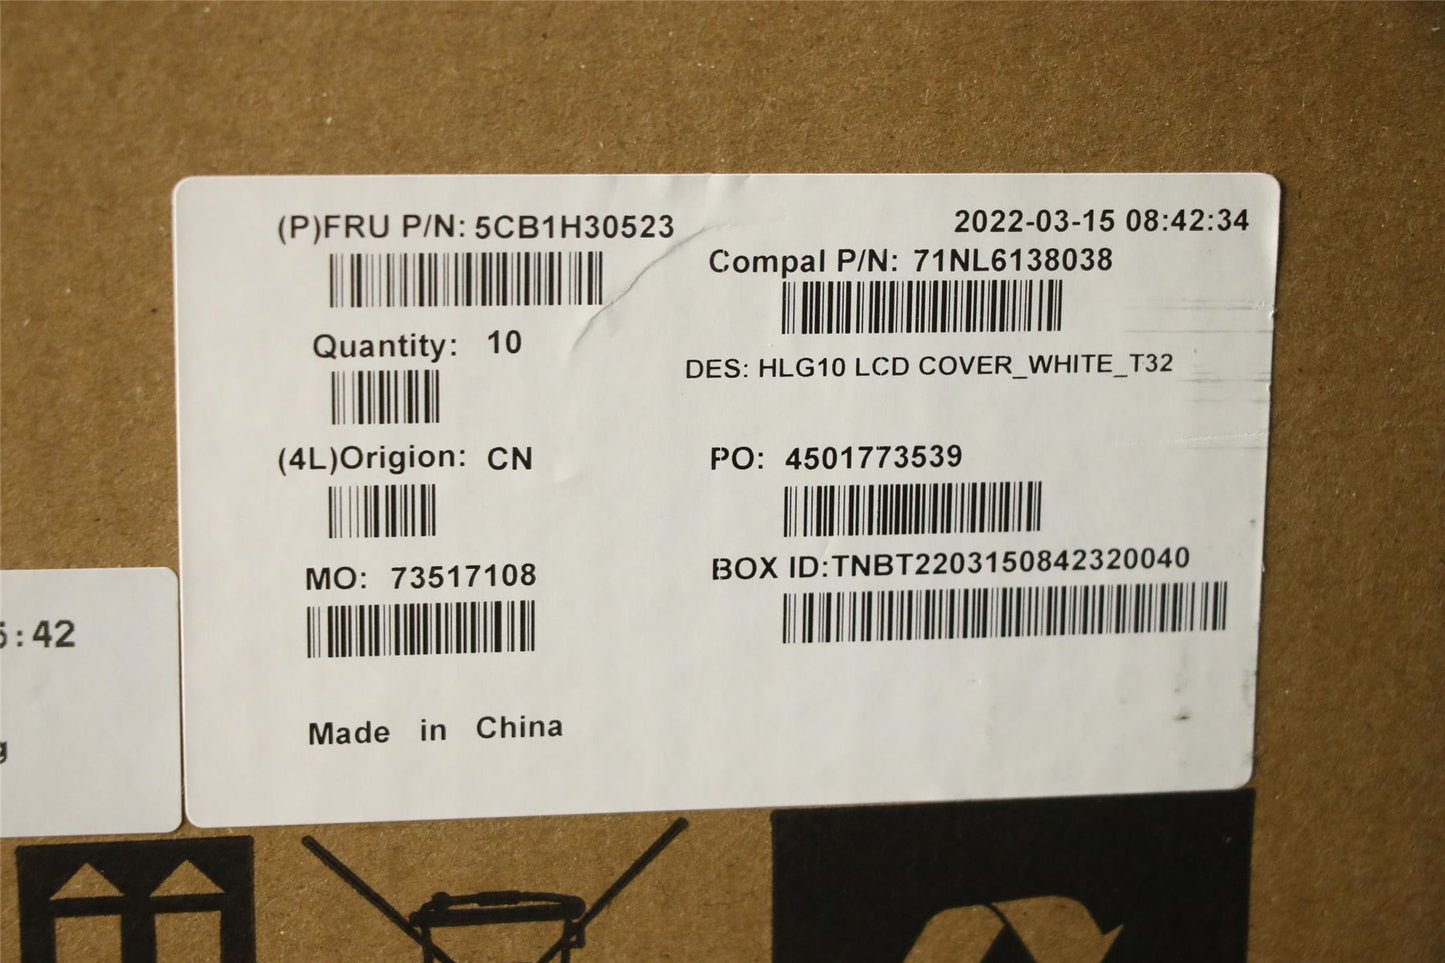 (P)FRU P/N: 5CB1H30523
2022-03-15 08:42:34
Compal P/N: 71NL6138038
Quantity: 10
DES: HLG10 LCD COVER_WHITE_T32
(4L)Origion: CN
PO: 4501773539
MO: 73517108
BOX ID:TNBT2203150842320040
Made in China
:42